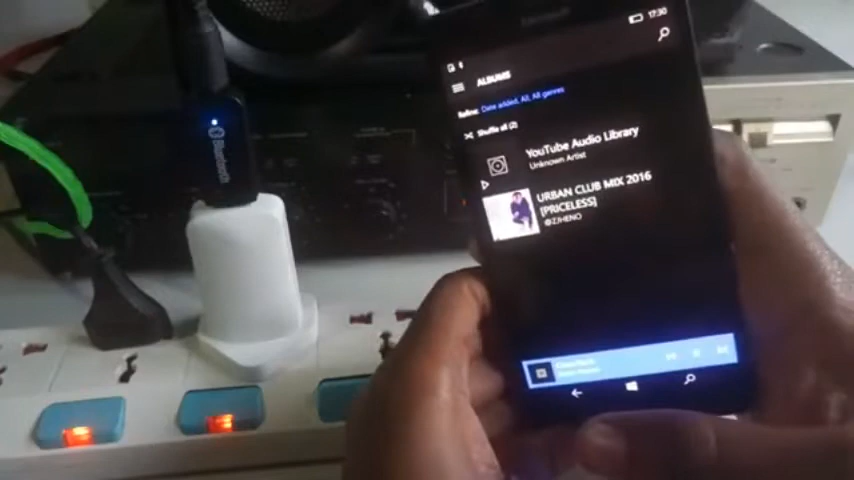 17:30
ALBUMS
Refine: Date added, All, All genres
Shuffle all (2)
YouTube Audio Library
Unknown Artist
URBAN CLUB MIX 2016
[PRICELESS]
@ZJHENO
Bluetooth